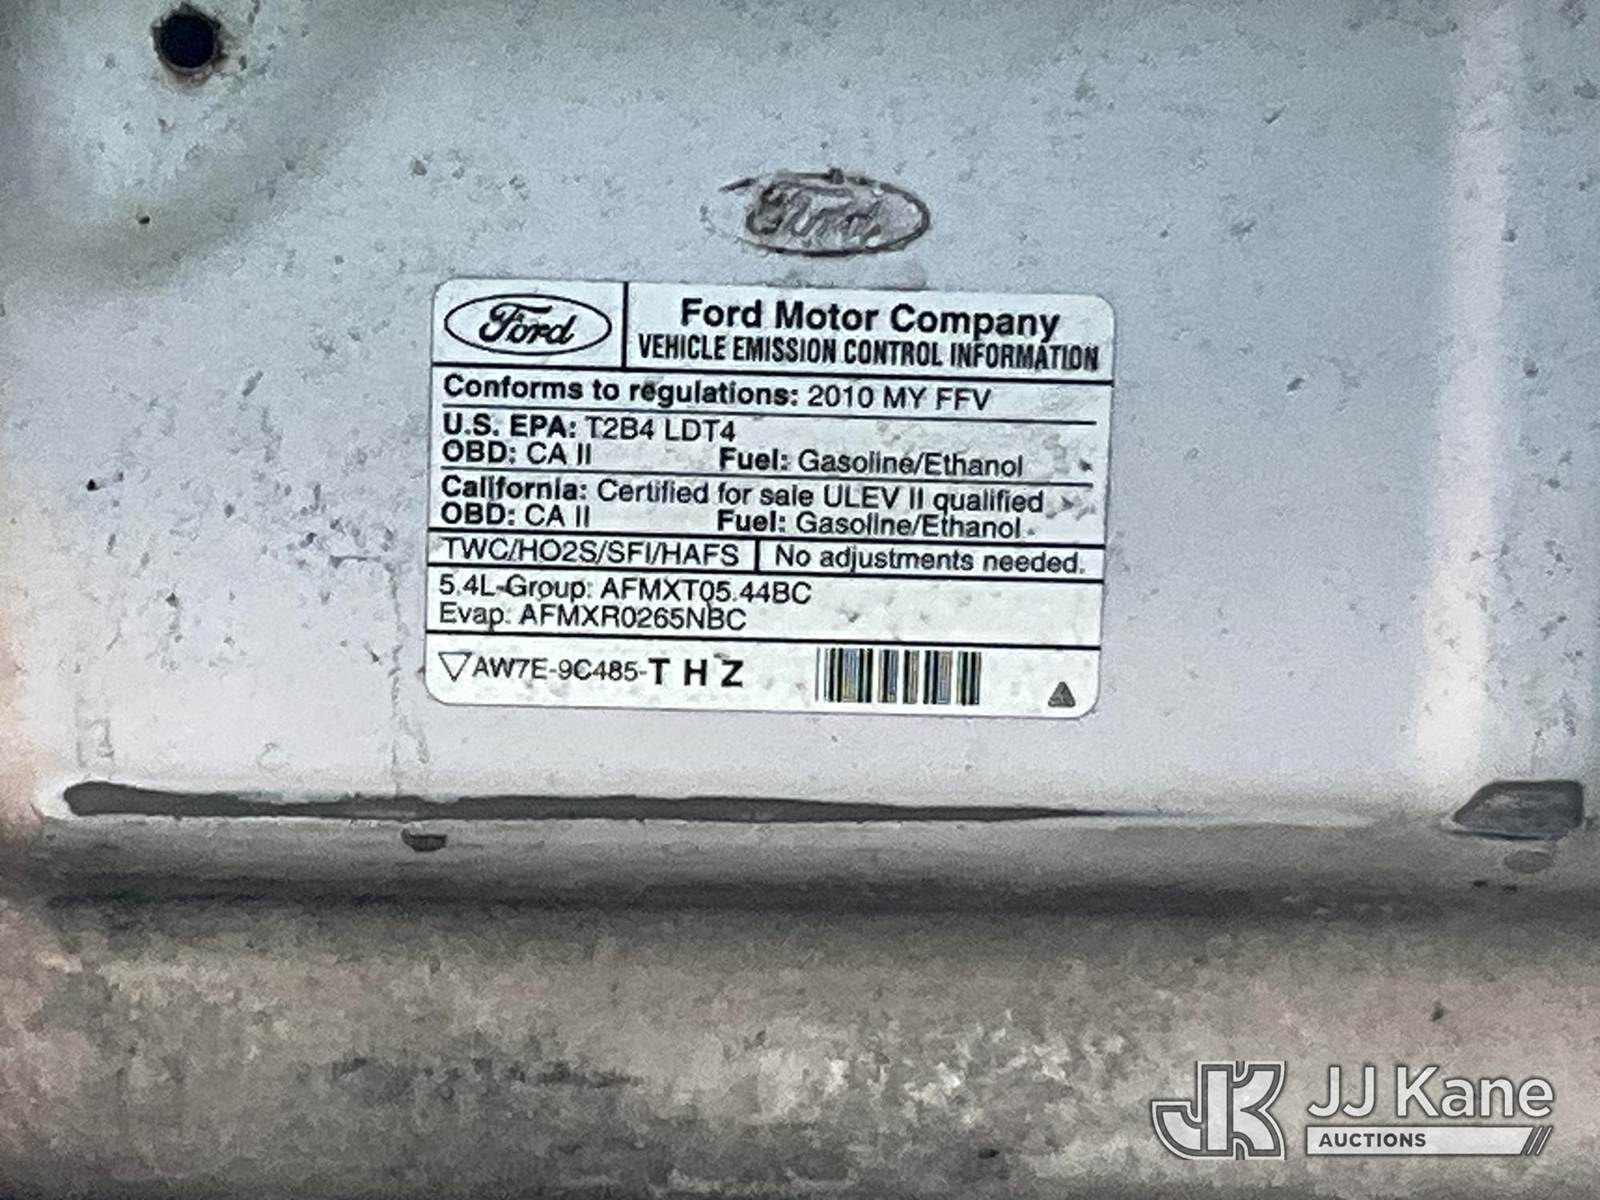 Ford
Ford
Ford Motor Company
VEHICLE EMISSION CONTROL INFORMATION
Conforms to regulations: 2010 MY FFV
U.S. EPA: T2B4 LDT4
OBD: CA II Fuel: Gasoline/Ethanol
California: Certified for sale ULEV II qualified
OBD: CA II Fuel: Gasoline/Ethanol
TWC/HO2S/SFI/HAFS No adjustments needed.
5.4L-Group: AFMXT05.44BC
Evap: AFMXR0265NBC
AW7E-9C485-T H Z
JK JJ Kane
AUCTIONS